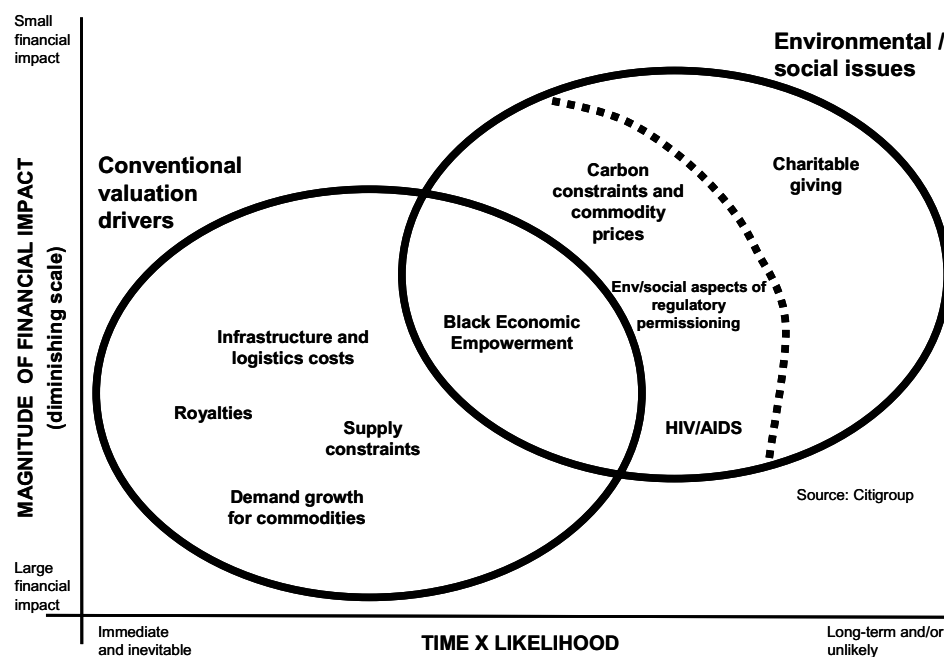 Small
financial
impact
Environmental /
social issues
Conventional
valuation
drivers
Carbon
constraints and
commodity
prices
Charitable
giving
Env/social aspects of
regulatory
permissioning
Black Economic
Empowerment
Infrastructure and
logistics costs
Royalties
Supply
constraints
HIV/AIDS
Demand growth
for commodities
Source: Citigroup
MAGNITUDE OF FINANCIAL IMPACT
(diminishing scale)
Large
financial
impact
Immediate
and inevitable
TIME X LIKELIHOOD
Long-term and/or
unlikely